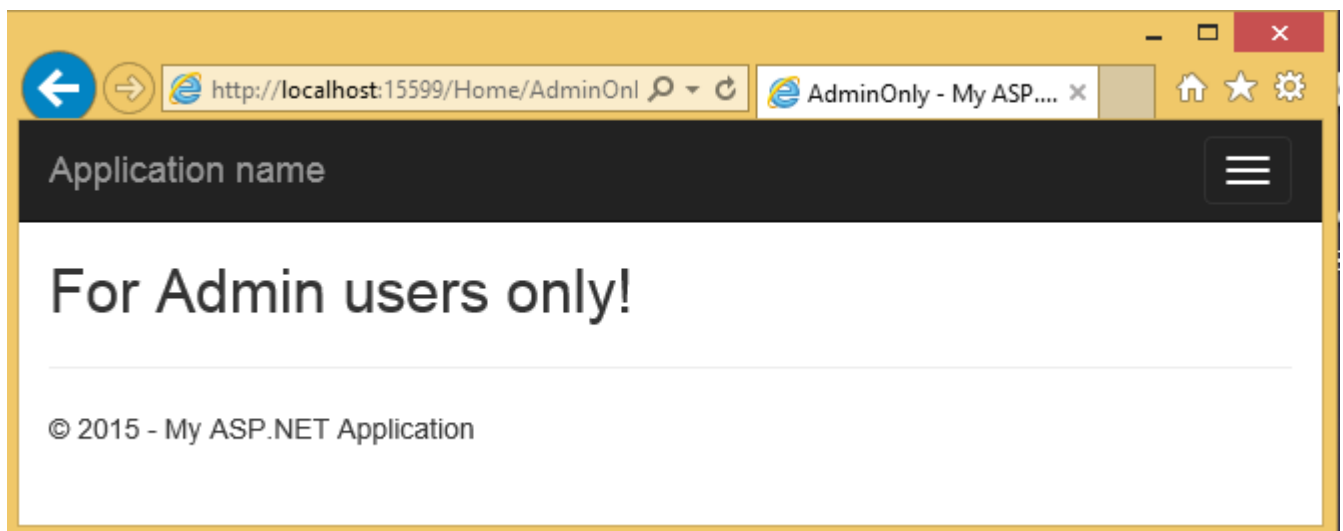 http://localhost:15599/Home/AdminOnl
AdminOnly - My ASP....
Application name
For Admin users only!
© 2015 - My ASP.NET Application